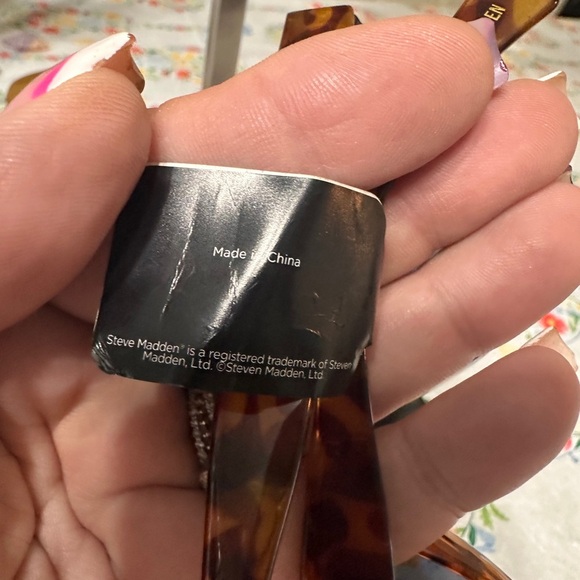 Made in China
Steve Madden® is a registered trademark of Steven
Madden, Ltd. ©Steven Madden, Ltd.